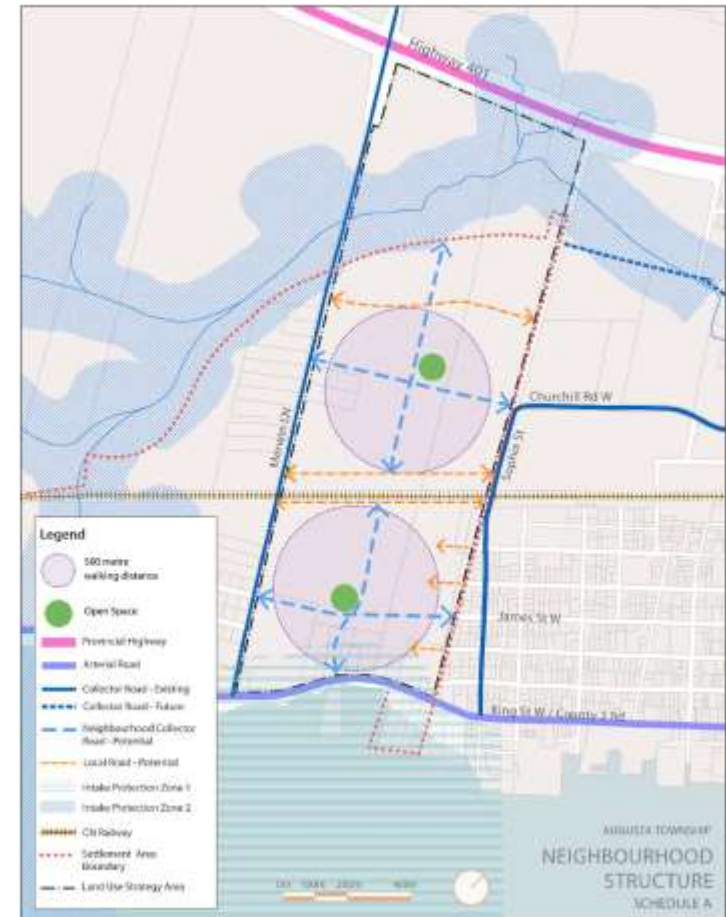 Highway 401
Churchill Rd W
Merwin LN
Sophia St
James St W
King St W / County 2 Rd
Legend
500 metre
walking distance
Open Space
Provincial Highway
Arterial Road
Collector Road - Existing
Collector Road - Future
Neighbourhood Collector
Road - Potential
Local Road - Potential
Intake Protection Zone 1
Intake Protection Zone 2
CN Railway
Settlement Area
Boundary
Land Use Strategy Area
AUGUSTA TOWNSHIP
NEIGHBOURHOOD
STRUCTURE
SCHEDULE A